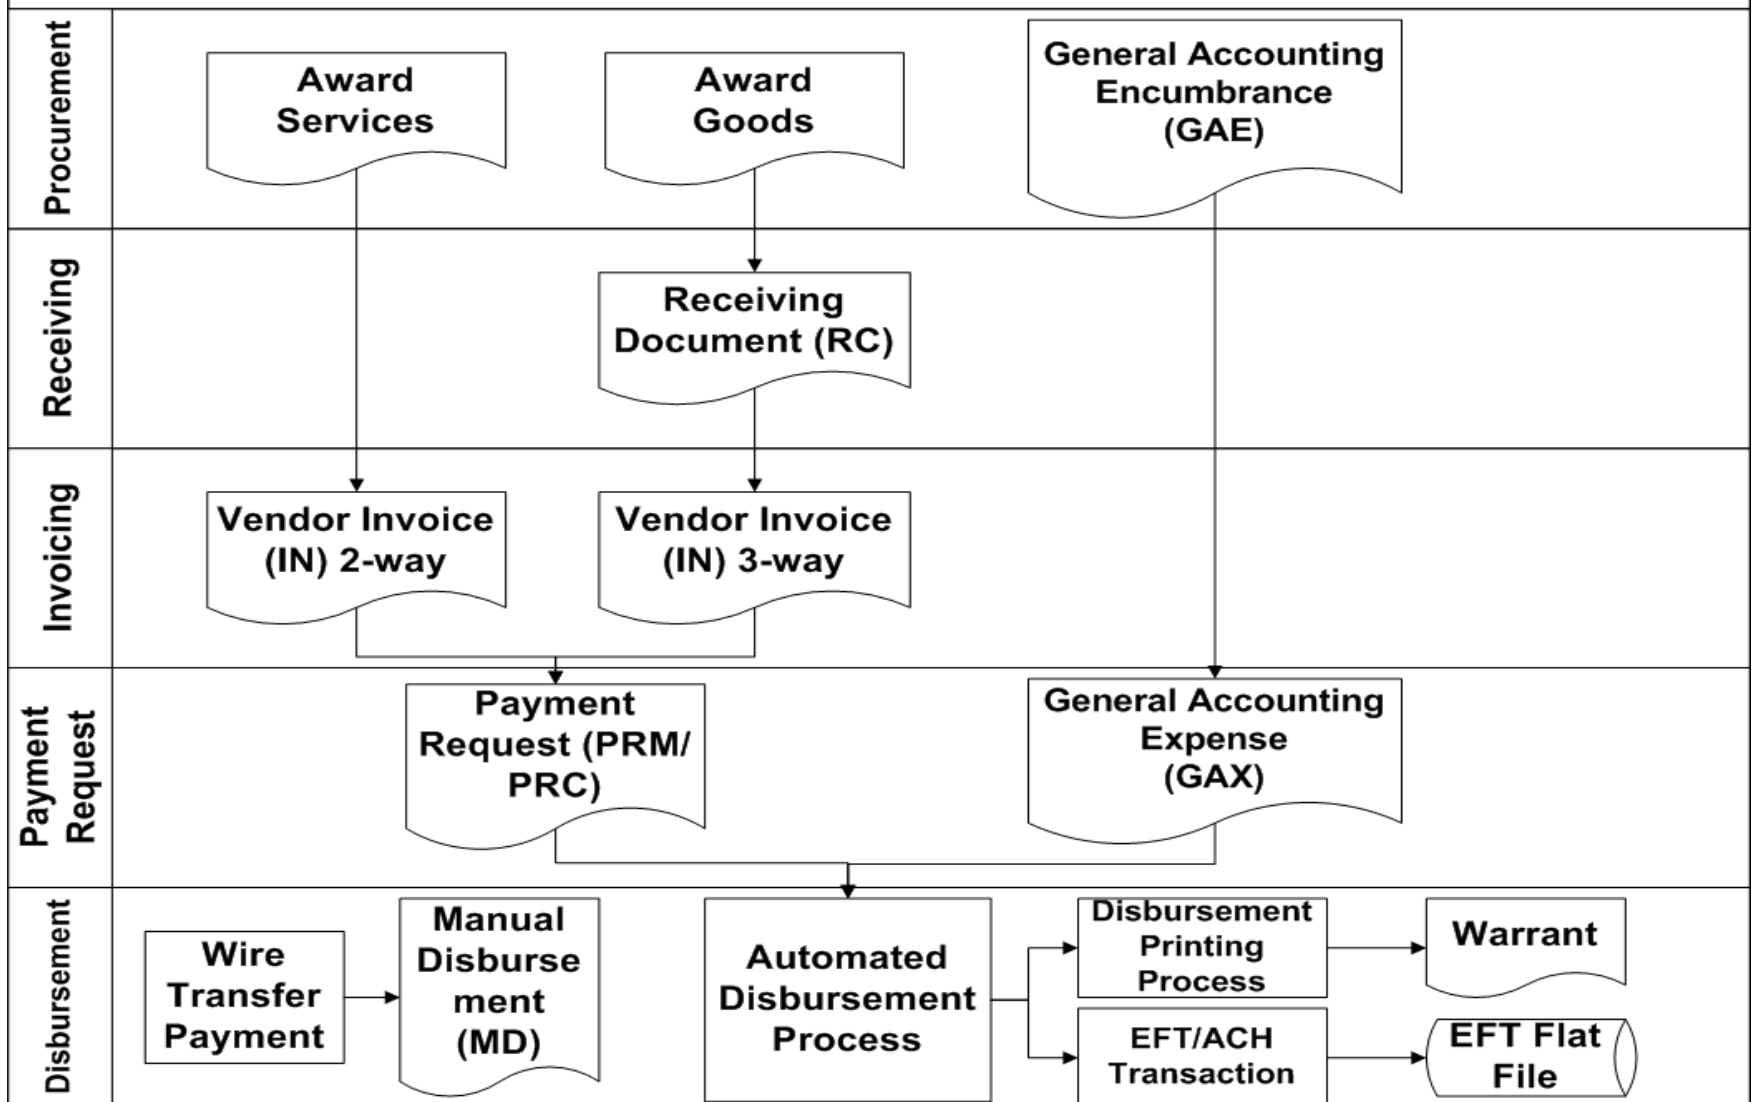 Procurement
Award
Services
Award
Goods
General Accounting
Encumbrance
(GAE)
Receiving
Receiving
Document (RC)
Invoicing
Vendor Invoice
(IN) 2-way
Vendor Invoice
(IN) 3-way
Payment
Request
Payment
Request (PRM/
PRC)
General Accounting
Expense
(GAX)
Disbursement
Wire
Transfer
Payment
Manual
Disburse
ment
(MD)
Automated
Disbursement
Process
Disbursement
Printing
Process
Warrant
EFT/ACH
Transaction
EFT Flat
File